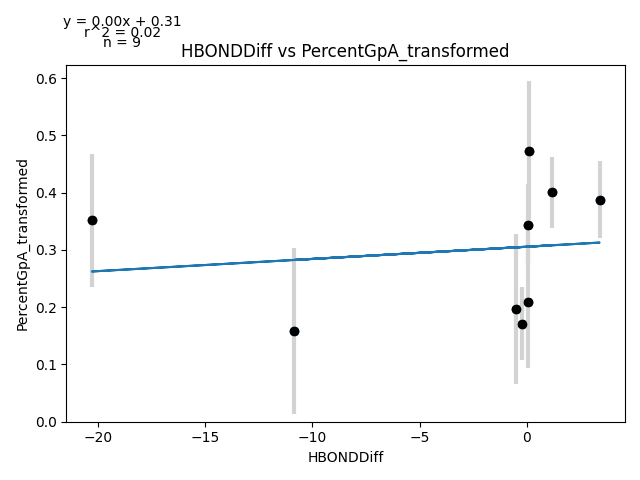 y = 0.00x + 0.31
r^2 = 0.02
n = 9
HBONDDiff vs PercentGpA_transformed
0.6
0.5
0.4
0.3
0.2
0.1
0.0
PercentGpA_transformed
−20
−15
−10
−5
0
HBONDDiff